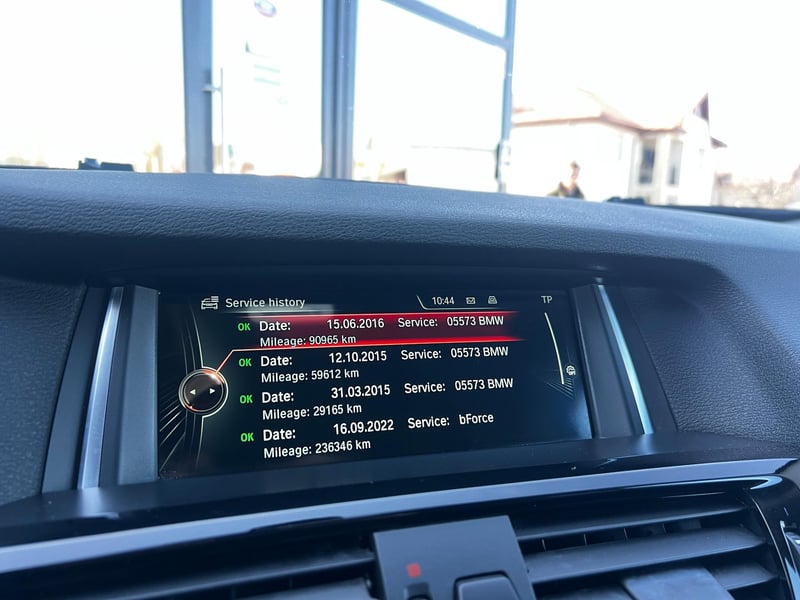 Service history 10:44 TP
OK Date: 15.06.2016 Service: 05573 BMW
Mileage: 90965 km
OK Date: 12.10.2015 Service: 05573 BMW
Mileage: 59612 km
OK Date: 31.03.2015 Service: 05573 BMW
Mileage: 29165 km
OK Date: 16.09.2022 Service: bForce
Mileage: 236346 km